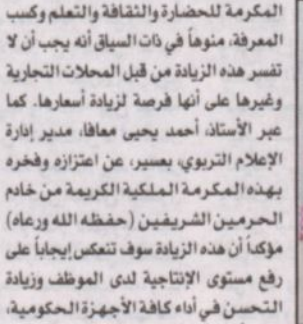 المكرمة للحضارة والثقافة والتعلم وكسب
المعرفة، منوهاً في ذات السياق أنه يجب أن لا
تفسر هذه الزيادة من قبل المحلات التجارية
وغيرها على أنها فرصة لزيادة أسعارها. كما
عبر الأستاذ، أحمد يحيى معافا، مدير إدارة
الإعلام التربوي، بعسير، عن اعتزازه وفخره
بهذه المكرمة الملكية الكريمة من خادم
الحرمين الشريفين (حفظه الله ورعاه)
مؤكداً أن هذه الزيادة سوف تنعكس إيجاباً على
رفع مستوى الإنتاجية لدى الموظف وزيادة
التحسن في أداء كافة الأجهزة الحكومية،